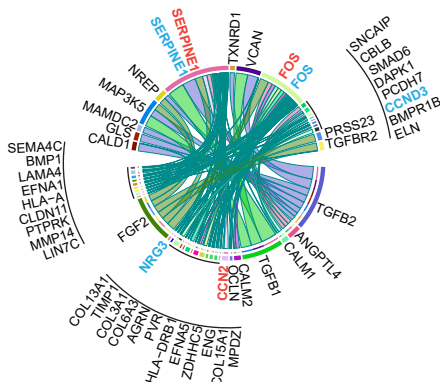 SERPINE1
SERPINE1
TXNRD1
VCAN
FOS
FOS
NREP
MAP3K5
MAMDC2
GLS
CALD1
SNCAIP
CBLB
SMAD6
DAPK1
PCDH7
CCND3
BMPR1B
ELN
PRSS23
TGFBR2
SEMA4C
BMP1
LAMA4
EFNA1
HLA-A
CLDN11
PTPRK
MMP14
LIN7C
FGF2
NRG3
CCN2
OCLN
CALM2
TGFB1
CALM1
ANGPTL4
TGFB2
COL13A1
TIMP1
COL3A1
COL6A3
AGRN
PVR
HLA-DRB1
EFNA5
ZDHHC5
ENG
COL15A1
MPDZ